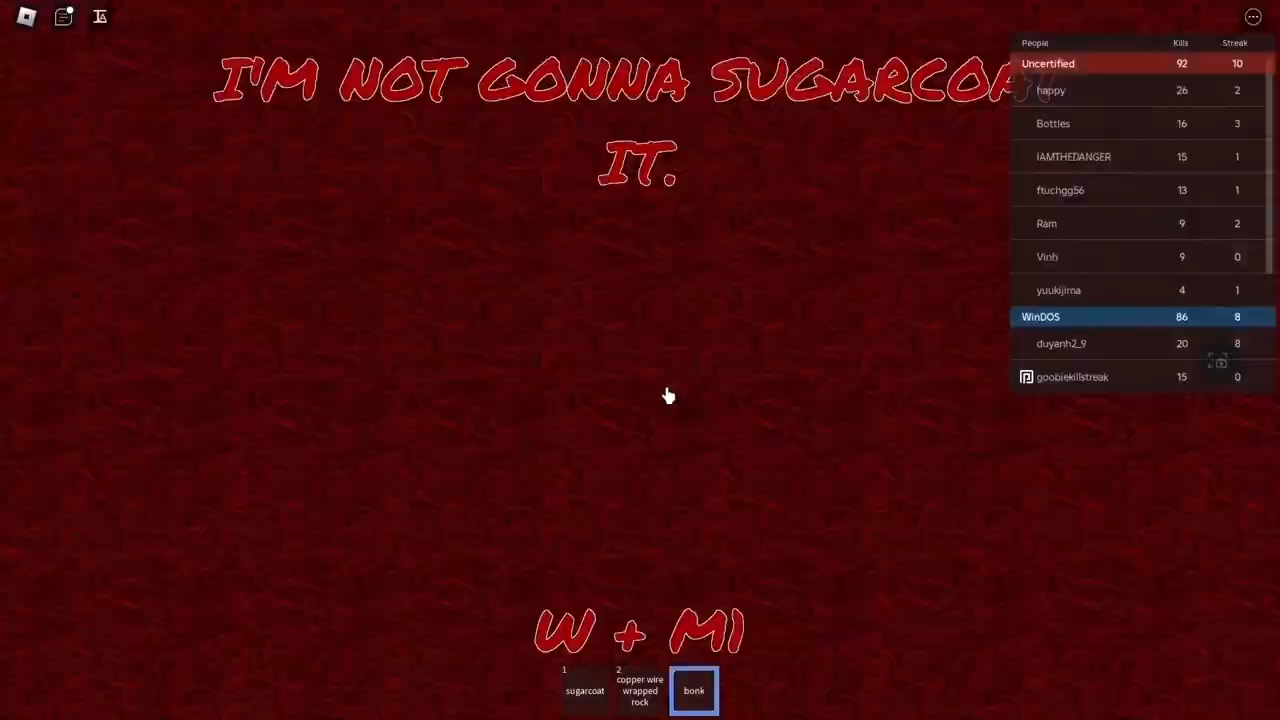 I'M NOT GONNA SUGARCOAT
IT.
People Kills Streak
Uncertified 92 10
happy 26 2
Bottles 16 3
IAMTHEDANGER 15 1
ftuchgg56 13 1
Ram 9 2
Vinh 9 0
yuukijima 4 1
WinDOS 86 8
duyanh2_9 20 8
goobiekillstreak 15 0
W + M1
1 sugarcoat
2 copper wire
wrapped
rock
bonk